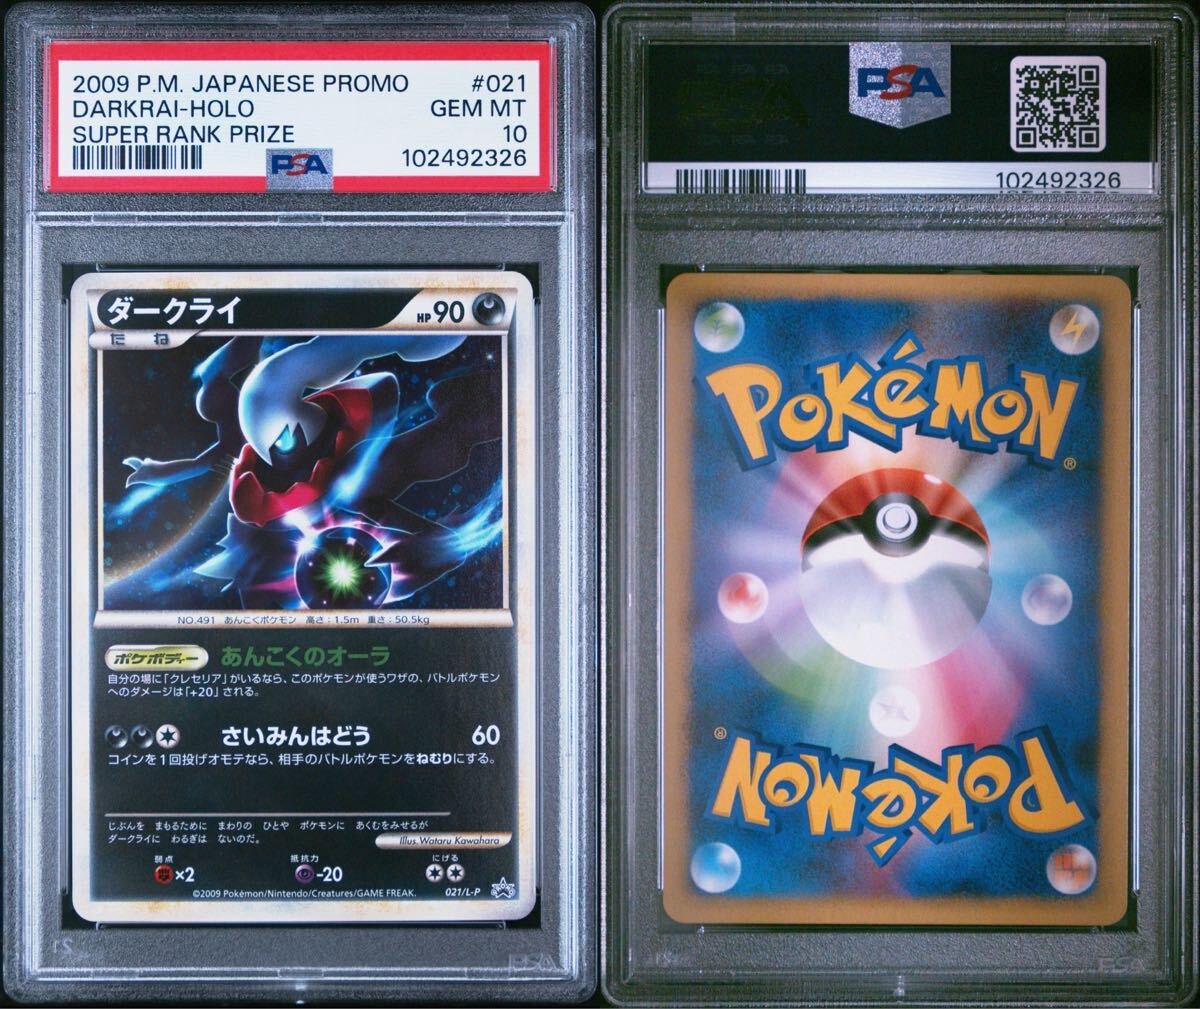 2009 P.M. JAPANESE PROMO #021
DARKRAI-HOLO GEM MT
SUPER RANK PRIZE 10
PSA 102492326
ダークライ HP 90
たね
NO.491 あんこくポケモン 高さ：1.5m 重さ：50.5kg
ポケボディー あんこくのオーラ
自分の場に「クレセリア」がいるなら、このポケモンが使うワザの、バトルポケモン
へのダメージは「+20」される。
さいみんはどう 60
コインを1回投げオモテなら、相手のバトルポケモンをねむりにする。
じぶんを まもるために まわりの ひとや ポケモンに あくむをみせるが
ダークライに わるぎは ないのだ。
Illus. Wataru Kawahara
弱点 抵抗力 にげる
×2 -20
©2009 Pokémon/Nintendo/Creatures/GAME FREAK. 021/L-P
PSA
PSA
102492326
POKéMON
®
®
POKéMON
PSA